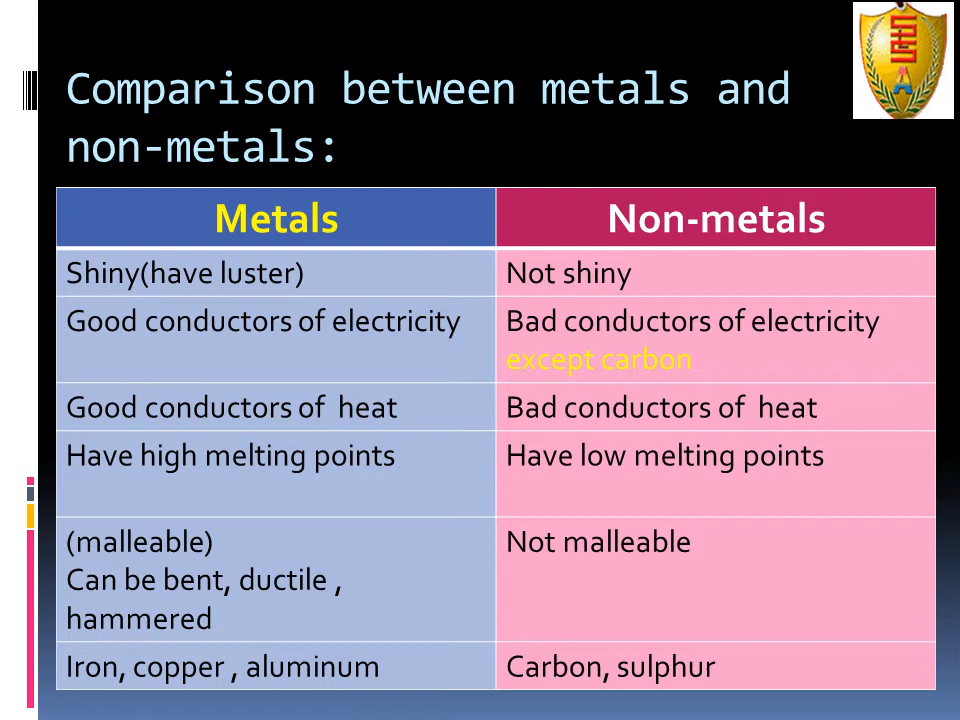 Comparison between metals and
non-metals:
Metals
Non-metals
Shiny(have luster)
Not shiny
Good conductors of electricity
Bad conductors of electricity
except carbon
Good conductors of  heat
Bad conductors of  heat
Have high melting points
Have low melting points
(malleable)
Can be bent, ductile ,
hammered
Not malleable
Iron, copper , aluminum
Carbon, sulphur